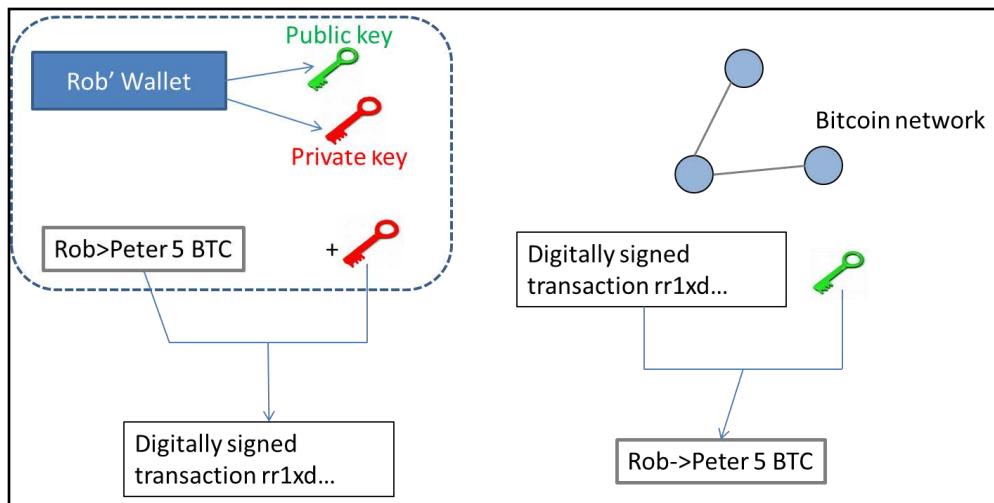 Public key
Rob' Wallet
Private key
Rob>Peter 5 BTC
+
Digitally signed
transaction rr1xd...
Bitcoin network
Digitally signed
transaction rr1xd...
Rob->Peter 5 BTC